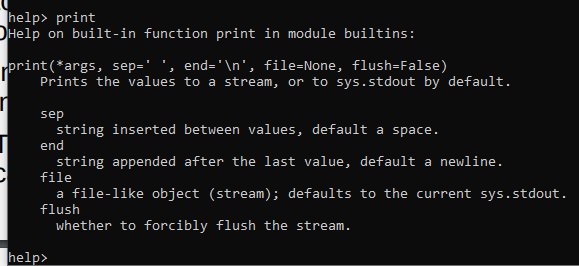 help> print
Help on built-in function print in module builtins:
print(*args, sep=' ', end='\n', file=None, flush=False)
Prints the values to a stream, or to sys.stdout by default.
sep
string inserted between values, default a space.
end
string appended after the last value, default a newline.
file
a file-like object (stream); defaults to the current sys.stdout.
flush
whether to forcibly flush the stream.
help>